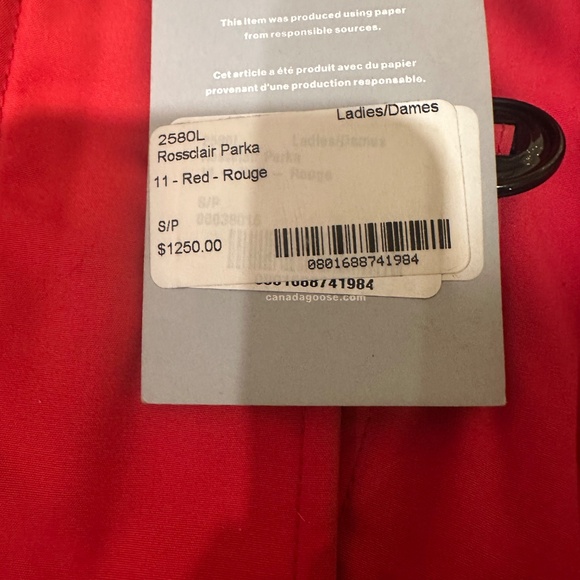 This item was produced using paper
from responsible sources.
Cet article a été produit avec du papier
provenant d'une production responsable.
Ladies/Dames
2580L
Rossclair Parka
11 - Red - Rouge
S/P
$1250.00
0801688741984
0801688741984
canadagoose.com